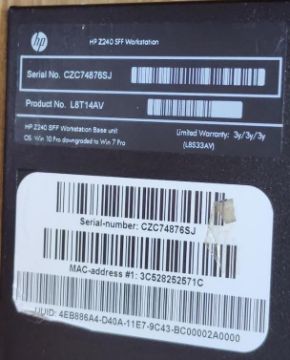 hp
HP Z240 SFF Workstation
Serial No. CZC74876SJ
Product No. L8T14AV
HP Z240 SFF Workstation Base unit
OS: Win 10 Pro downgraded to Win 7 Pro
Limited Warranty: 3y/3y/3y
(L8S33AV)
Serial-number: CZC74876SJ
MAC-address #1: 3C528252571C
UUID: 4EB886A4-D40A-11E7-9C43-BC00002A0000